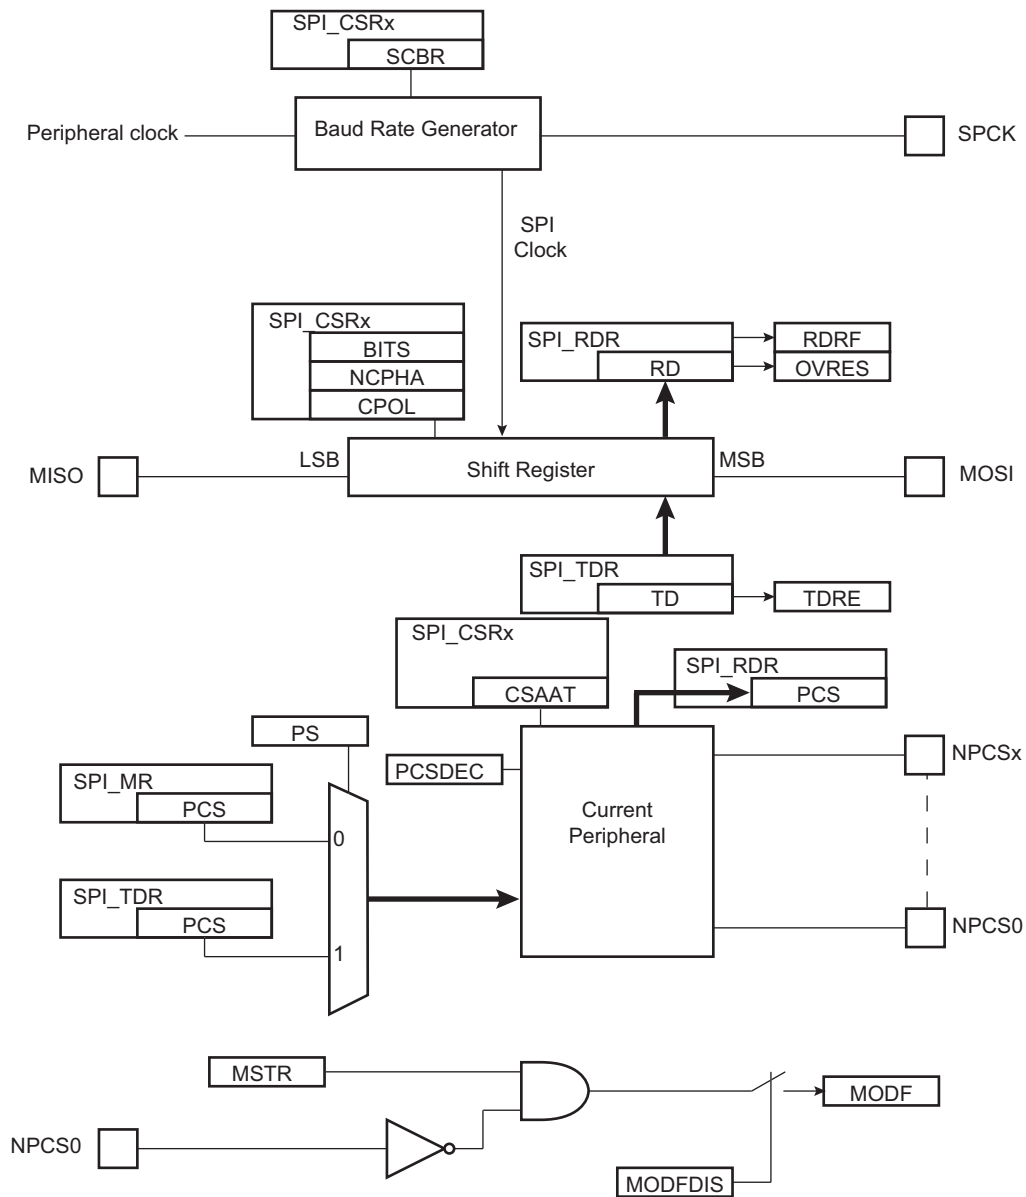 SPI_CSRx
SCBR
Peripheral clock
Baud Rate Generator
SPCK
SPI
Clock
SPI_CSRx
BITS
NCPHA
CPOL
SPI_RDR
RD
RDRF
OVRES
MISO
LSB
Shift Register
MSB
MOSI
SPI_TDR
TD
TDRE
SPI_CSRx
CSAAT
SPI_RDR
PCS
PS
PCSDEC
NPCSx
SPI_MR
PCS
0
Current
Peripheral
SPI_TDR
PCS
1
NPCS0
MSTR
MODF
NPCS0
MODFDIS